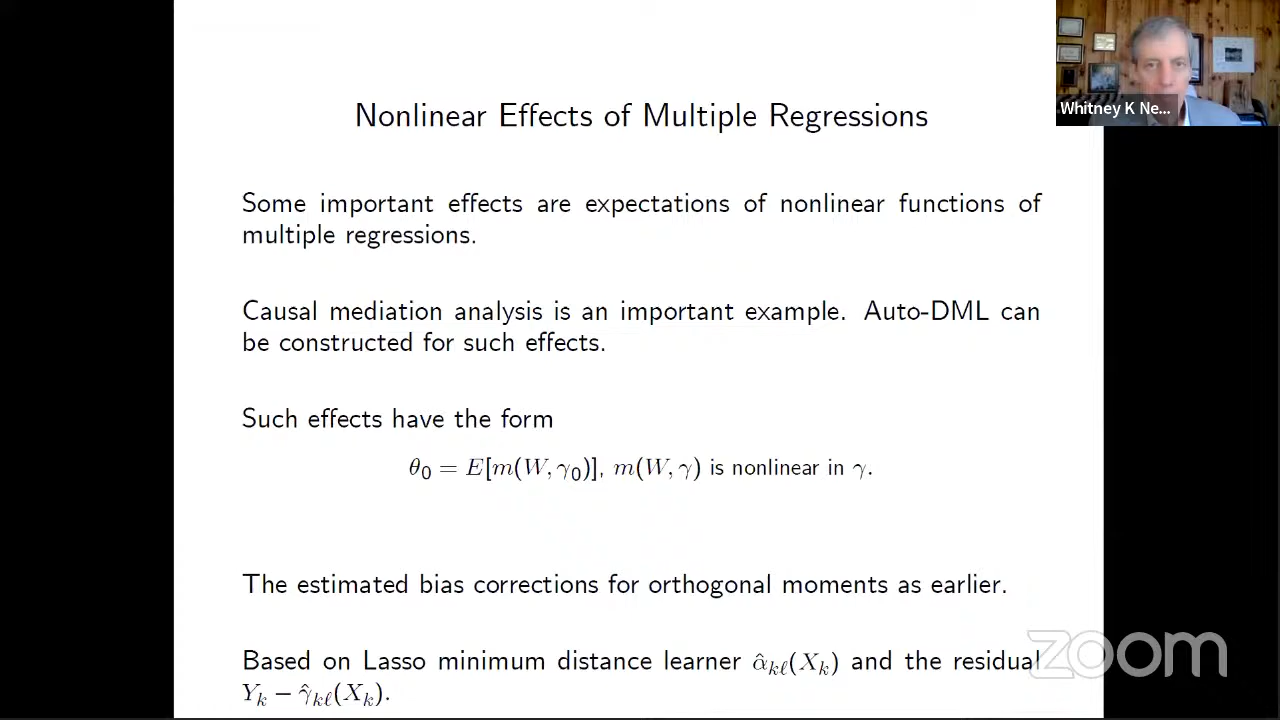 Nonlinear Effects of Multiple Regressions
Whitney K Ne...
Some important effects are expectations of nonlinear functions of
multiple regressions.
Causal mediation analysis is an important example. Auto-DML can
be constructed for such effects.
Such effects have the form
θ₀ = E[m(W, γ₀)], m(W, γ) is nonlinear in γ.
The estimated bias corrections for orthogonal moments as earlier.
Based on Lasso minimum distance learner α̂ₖℓ(Xₖ) and the residual
Yₖ − γ̂ₖℓ(Xₖ).
zoom